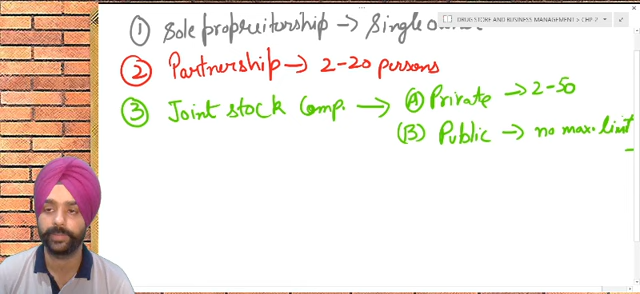 DRUG STORE AND BUSINESS MANAGEMENT > CHP-2
① Sole propruitorship → Single
② Partnership → 2-20 persons
③ Joint stock Comp. → Ⓐ Private → 2-50
(B) Public → no max. limit